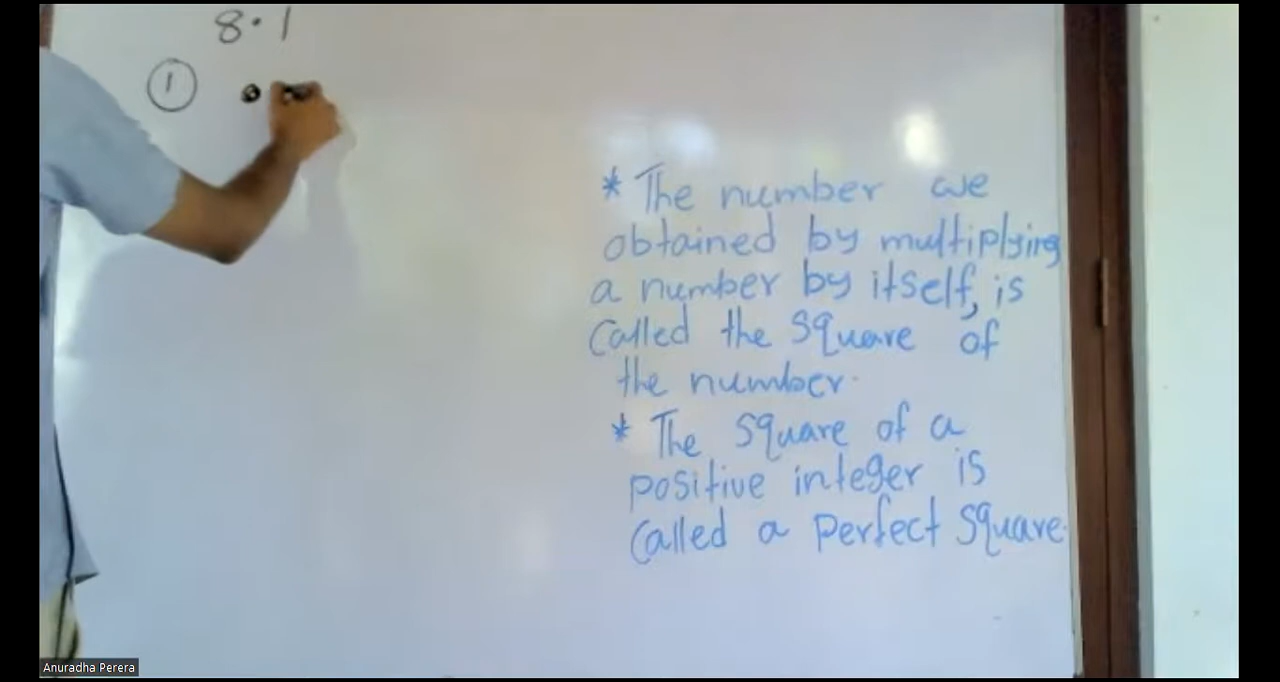 8.1
1
* The number we
obtained by multiplying
a number by itself, is
called the square of
the number.
* The square of a
positive integer is
called a perfect square.
Anuradha Perera